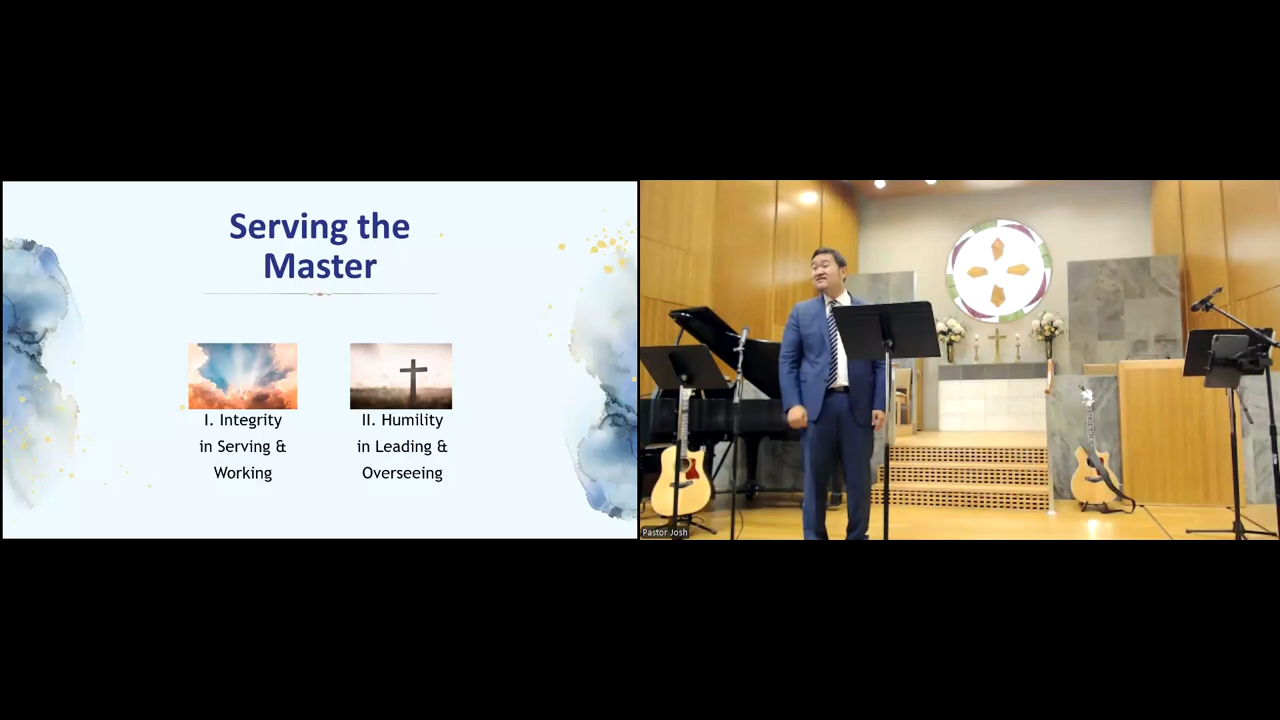 Serving the
Master
I. Integrity
in Serving &
Working
II. Humility
in Leading &
Overseeing
Pastor Josh